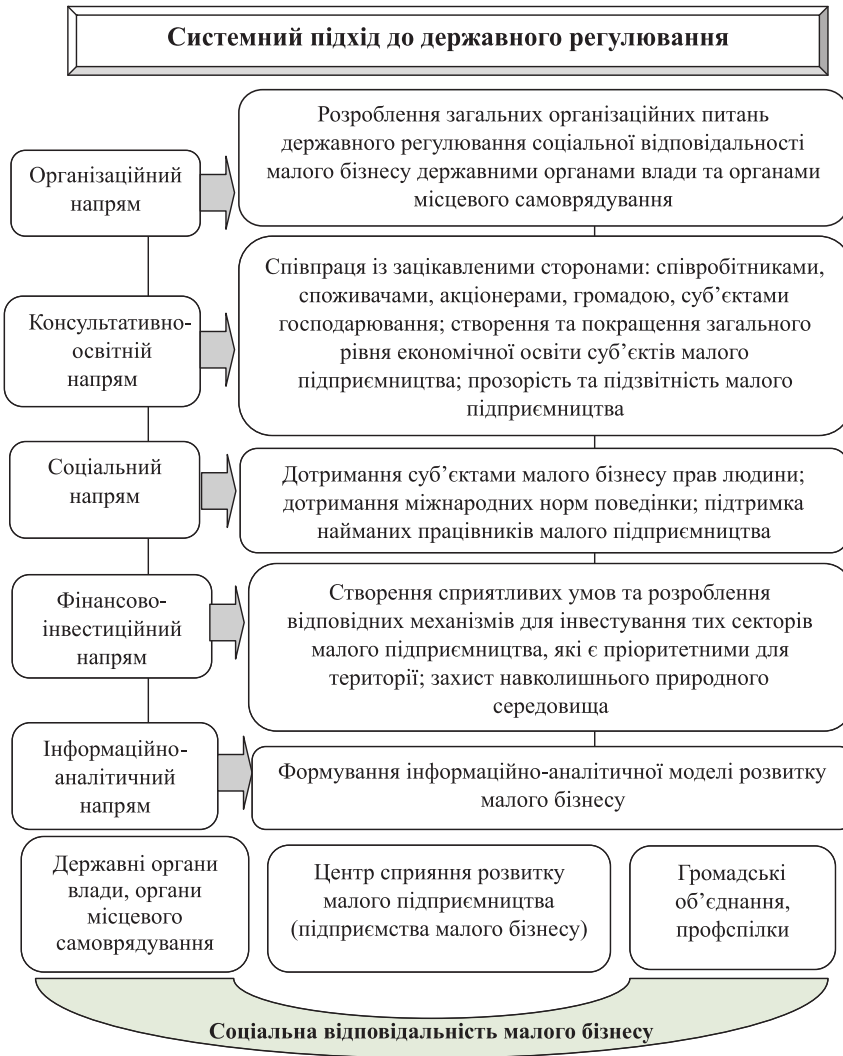 Системний підхід до державного регулювання
Організаційний
напрям
Розроблення загальних організаційних питань
державного регулювання соціальної відповідальності
малого бізнесу державними органами влади та органами
місцевого самоврядування
Консультативно-
освітній
напрям
Співпраця із зацікавленими сторонами: співробітниками,
споживачами, акціонерами, громадою, суб’єктами
господарювання; створення та покращення загального
рівня економічної освіти суб’єктів малого
підприємництва; прозорість та підзвітність малого
підприємництва
Соціальний
напрям
Дотримання суб’єктами малого бізнесу прав людини;
дотримання міжнародних норм поведінки; підтримка
найманих працівників малого підприємництва
Фінансово-
інвестиційний
напрям
Створення сприятливих умов та розроблення
відповідних механізмів для інвестування тих секторів
малого підприємництва, які є пріоритетними для
території; захист навколишнього природного
середовища
Інформаційно-
аналітичний
напрям
Формування інформаційно-аналітичної моделі розвитку
малого бізнесу
Державні органи
влади, органи
місцевого
самоврядування
Центр сприяння розвитку
малого підприємництва
(підприємства малого бізнесу)
Громадські
об’єднання,
профспілки
Соціальна відповідальність малого бізнесу